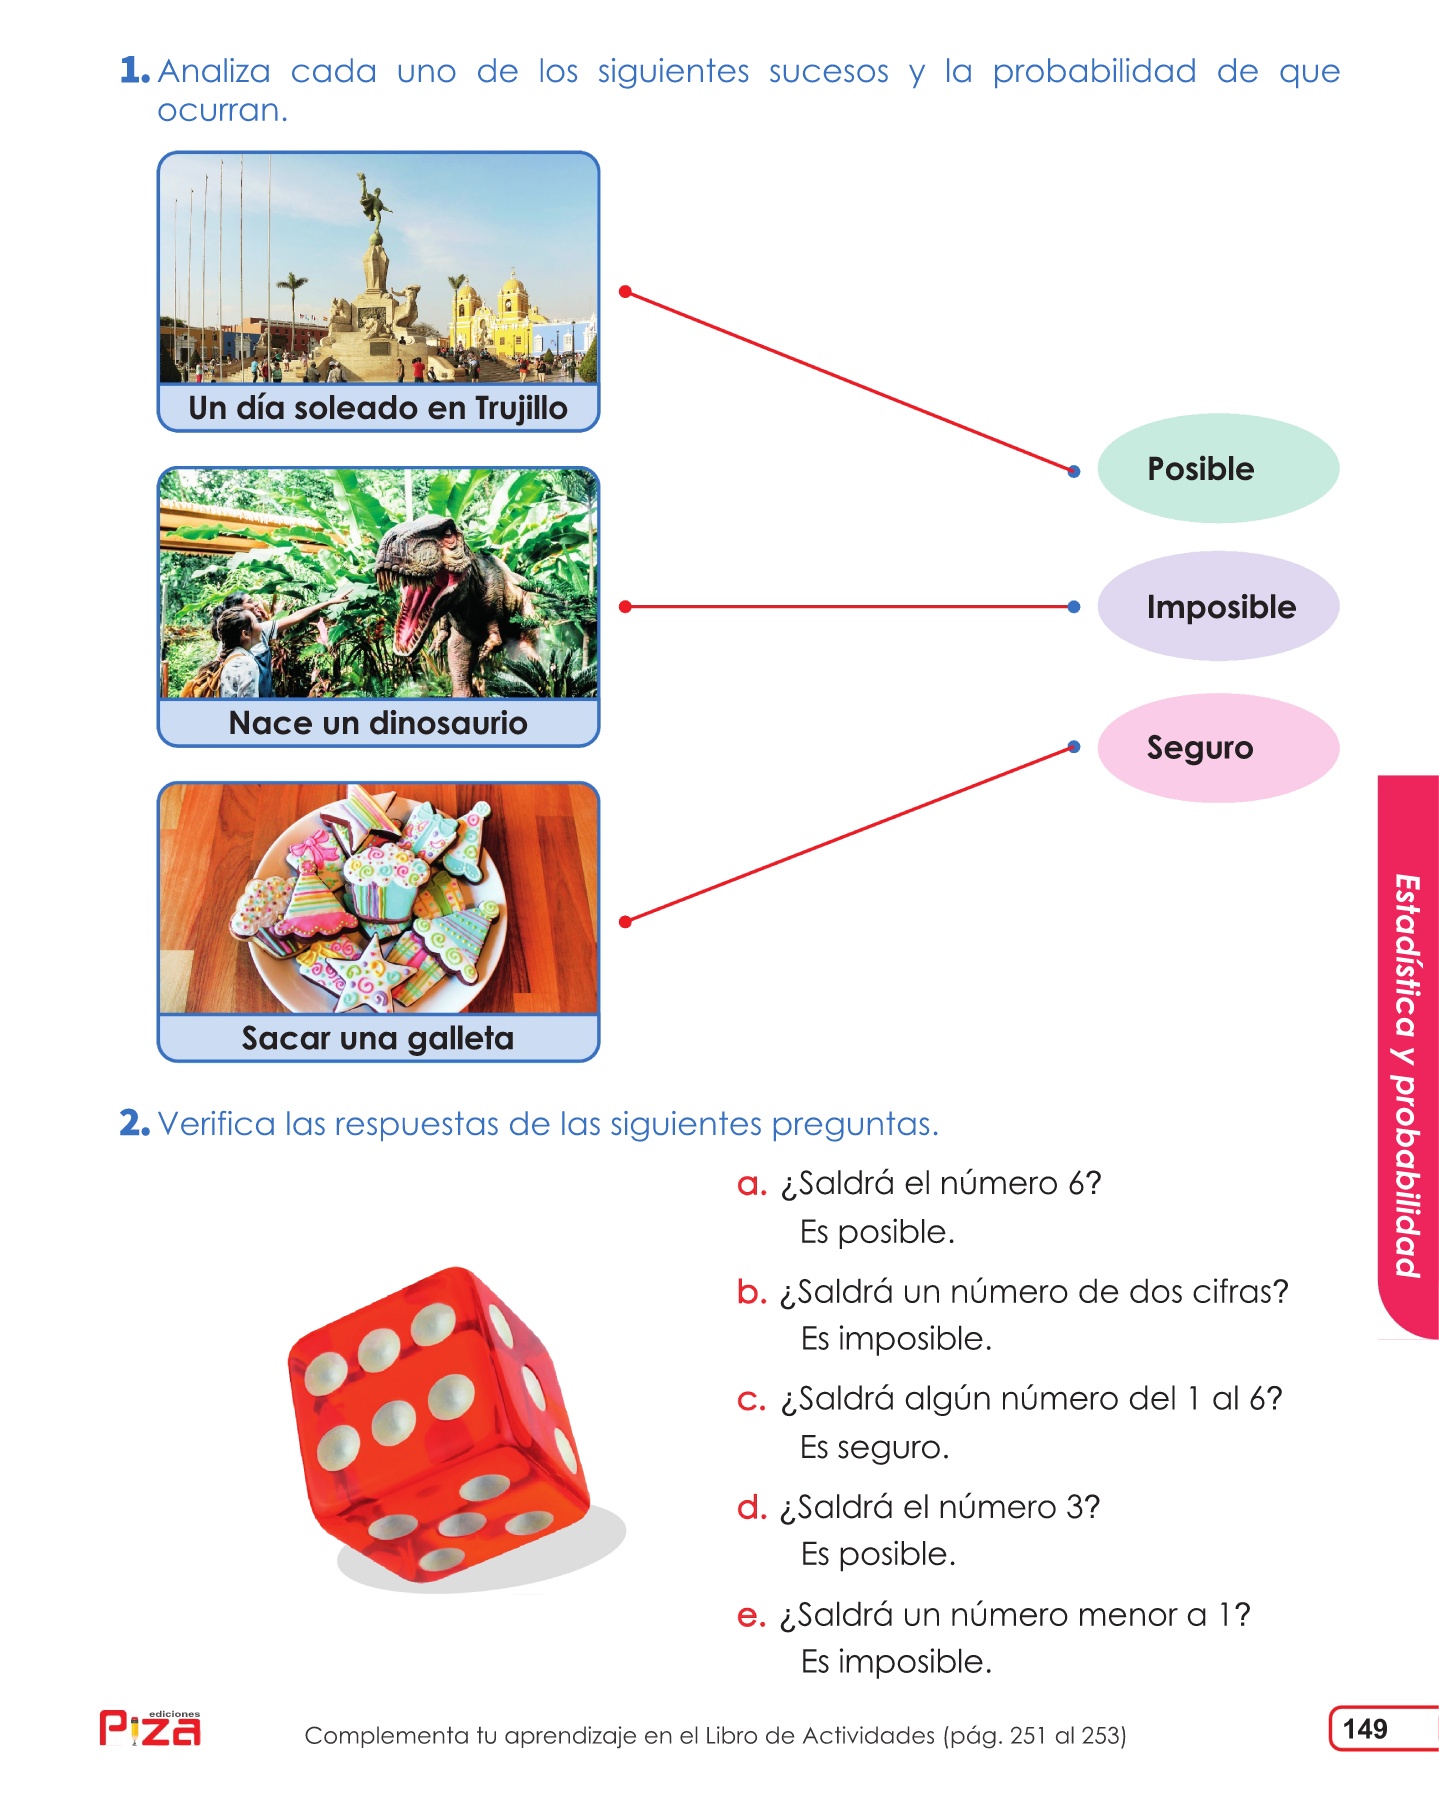 1. Analiza cada uno de los siguientes sucesos y la probabilidad de que
ocurran.
Un día soleado en Trujillo
Posible
Nace un dinosaurio
Imposible
Seguro
Sacar una galleta
Estadística y probabilidad
2. Verifica las respuestas de las siguientes preguntas.
a. ¿Saldrá el número 6?
Es posible.
b. ¿Saldrá un número de dos cifras?
Es imposible.
c. ¿Saldrá algún número del 1 al 6?
Es seguro.
d. ¿Saldrá el número 3?
Es posible.
e. ¿Saldrá un número menor a 1?
Es imposible.
ediciones
Piza
Complementa tu aprendizaje en el Libro de Actividades (pág. 251 al 253)
149